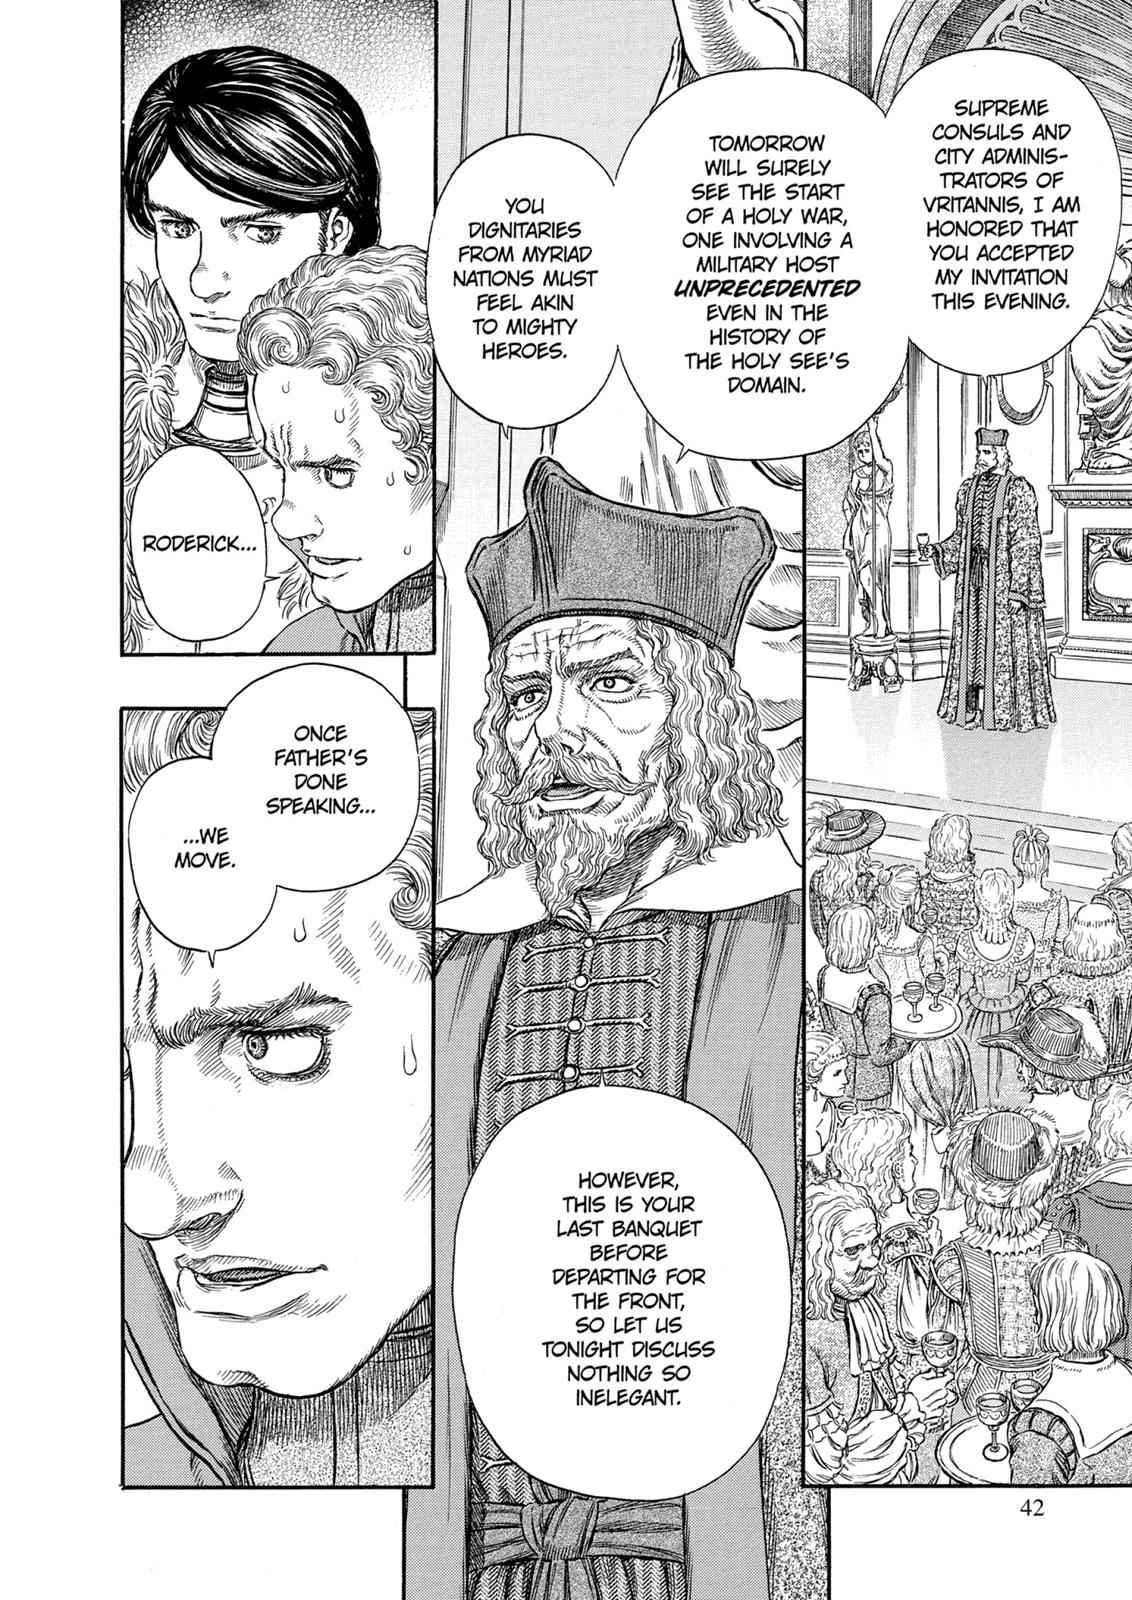 SUPREME
CONSULS AND
CITY ADMINIS-
TRATORS OF
VRITANNIS, I AM
HONORED THAT
YOU ACCEPTED
MY INVITATION
THIS EVENING.
TOMORROW
WILL SURELY
SEE THE START
OF A HOLY WAR,
ONE INVOLVING A
MILITARY HOST
UNPRECEDENTED
EVEN IN THE
HISTORY OF
THE HOLY SEE'S
DOMAIN.
YOU
DIGNITARIES
FROM MYRIAD
NATIONS MUST
FEEL AKIN
TO MIGHTY
HEROES.
HOWEVER,
THIS IS YOUR
LAST BANQUET
BEFORE
DEPARTING FOR
THE FRONT,
SO LET US
TONIGHT DISCUSS
NOTHING SO
INELEGANT.
RODERICK...
ONCE
FATHER'S
DONE
SPEAKING...
...WE
MOVE.
42